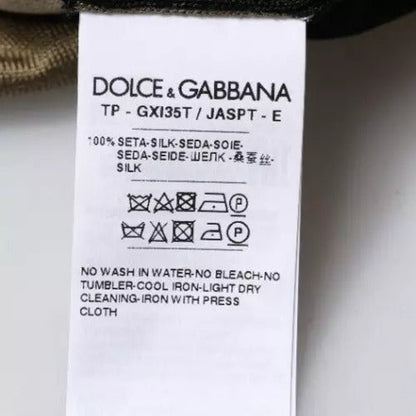 DOLCE & GABBANA
TP - GXI35T / JASPT - E
100% SETA-SILK-SEDA-SOIE-
SEDA-SEIDE-ШЕЛК-桑蚕丝-
SILK
P
P
NO WASH IN WATER-NO BLEACH-NO
TUMBLER-COOL IRON-LIGHT DRY
CLEANING-IRON WITH PRESS
CLOTH